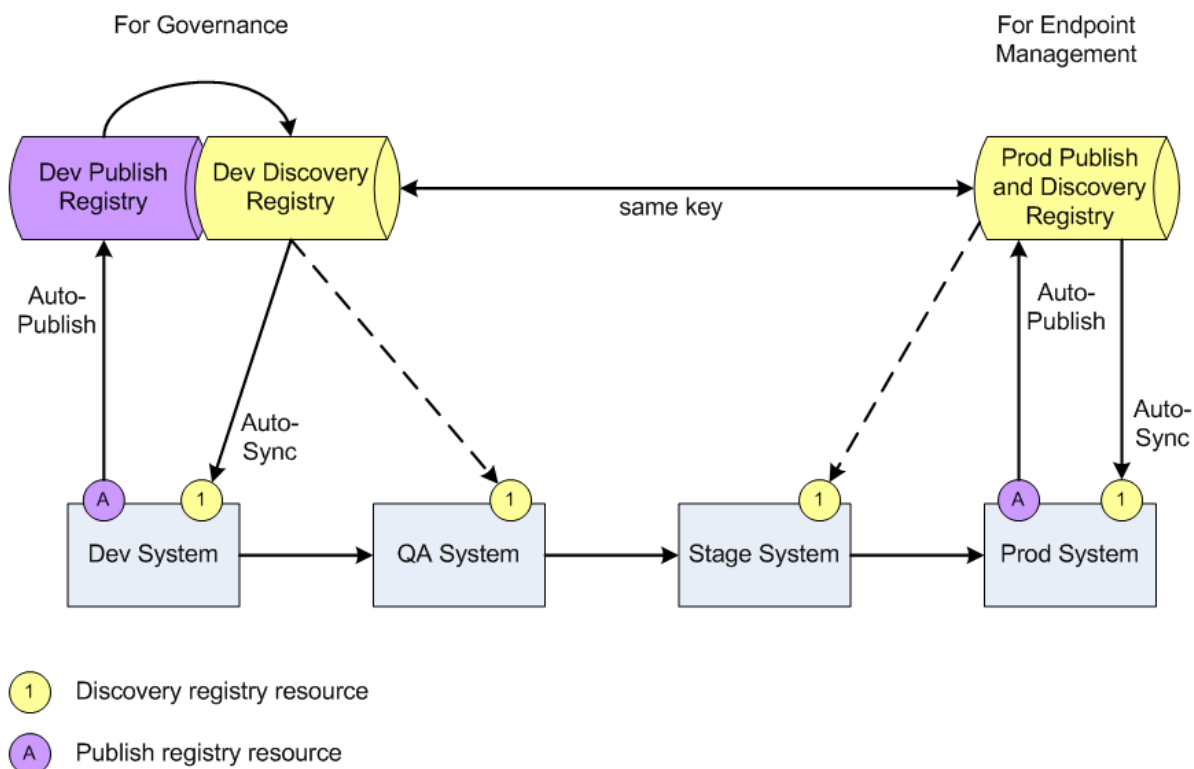 For Governance
For Endpoint
Management
Dev Publish
Registry
Dev Discovery
Registry
Prod Publish
and Discovery
Registry
same key
Auto-
Publish
Auto-
Sync
Auto-
Publish
Auto-
Sync
A
1
1
1
A
1
Dev System
QA System
Stage System
Prod System
1 Discovery registry resource
A Publish registry resource